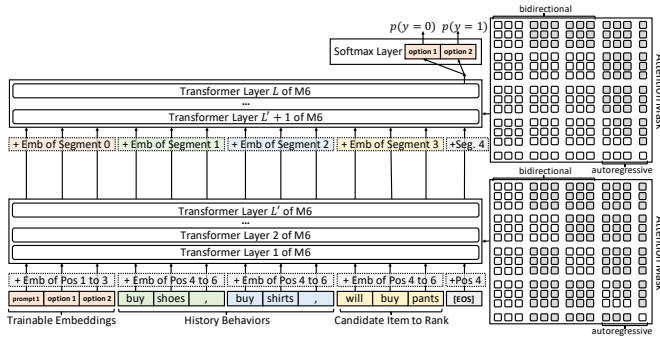 p(y = 0) p(y = 1)
Softmax Layer option 1 option 2
Transformer Layer L of M6
...
Transformer Layer L′ + 1 of M6
+ Emb of Segment 0 + Emb of Segment 1 + Emb of Segment 2 + Emb of Segment 3 +Seg. 4
Transformer Layer L′ of M6
...
Transformer Layer 2 of M6
Transformer Layer 1 of M6
+ Emb of Pos 1 to 3 + Emb of Pos 4 to 6 + Emb of Pos 4 to 6 + Emb of Pos 4 to 6 +Pos 4
prompt 1 option 1 option 2 buy shoes , buy shirts , will buy pants [EOS]
Trainable Embeddings History Behaviors Candidate Item to Rank
bidirectional
Attention Mask
autoregressive
bidirectional
Attention Mask
autoregressive